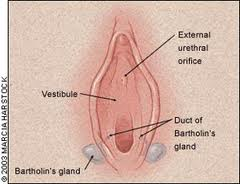 External
urethral
orifice
Vestibule
Duct of
Bartholin's
gland
Bartholin's gland
© 2003 MARCIA HARTSOCK